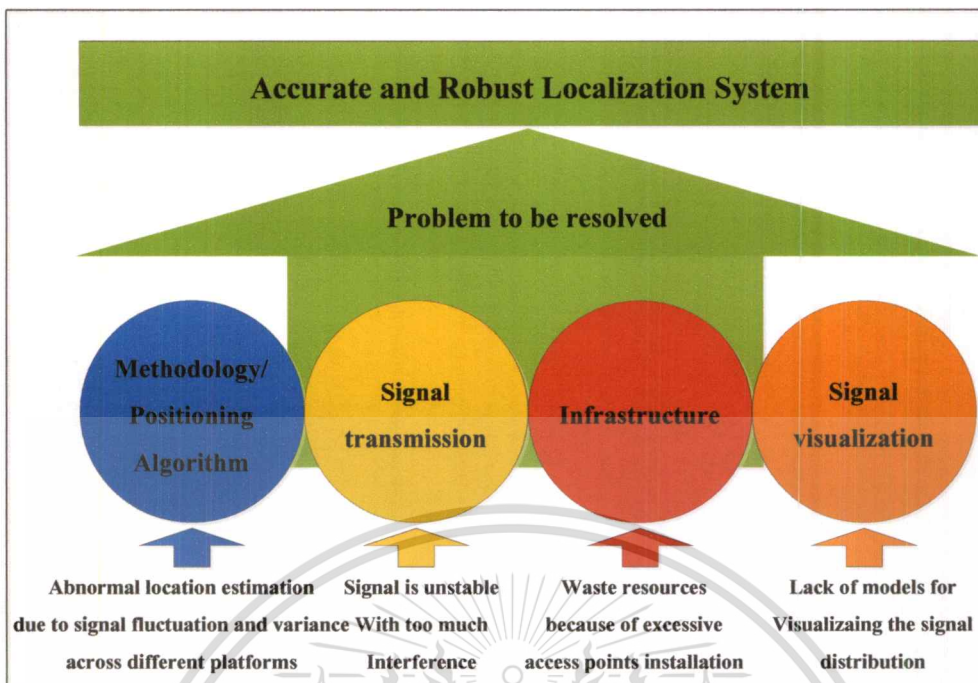 Accurate and Robust Localization System
Problem to be resolved
Methodology/
Positioning
Algorithm
Signal
transmission
Infrastructure
Signal
visualization
Abnormal location estimation
due to signal fluctuation and variance
across different platforms
Signal is unstable
With too much
Interference
Waste resources
because of excessive
access points installation
Lack of models for
Visualizaing the signal
distribution